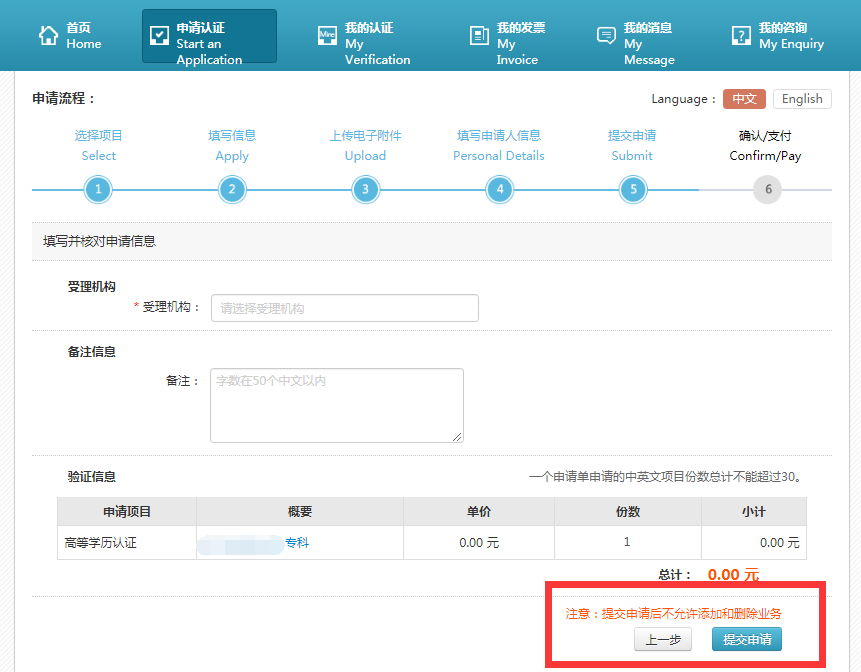 首页
Home
申请认证
Start an
Application
Mine
我的认证
My
Verification
我的发票
My
Invoice
我的消息
My
Message
?
我的咨询
My Enquiry
申请流程：
Language： 中文 English
选择项目 填写信息 上传电子附件 填写申请人信息 提交申请 确认/支付
Select Apply Upload Personal Details Submit Confirm/Pay
1 2 3 4 5 6
填写并核对申请信息
受理机构
* 受理机构： 请选择受理机构
备注信息
备注： 字数在50个中文以内
验证信息 一个申请单申请的中英文项目份数总计不能超过30。
申请项目 概要 单价 份数 小计
高等学历认证 专科 0.00 元 1 0.00 元
总计： 0.00 元
注意：提交申请后不允许添加和删除业务
上一步 提交申请